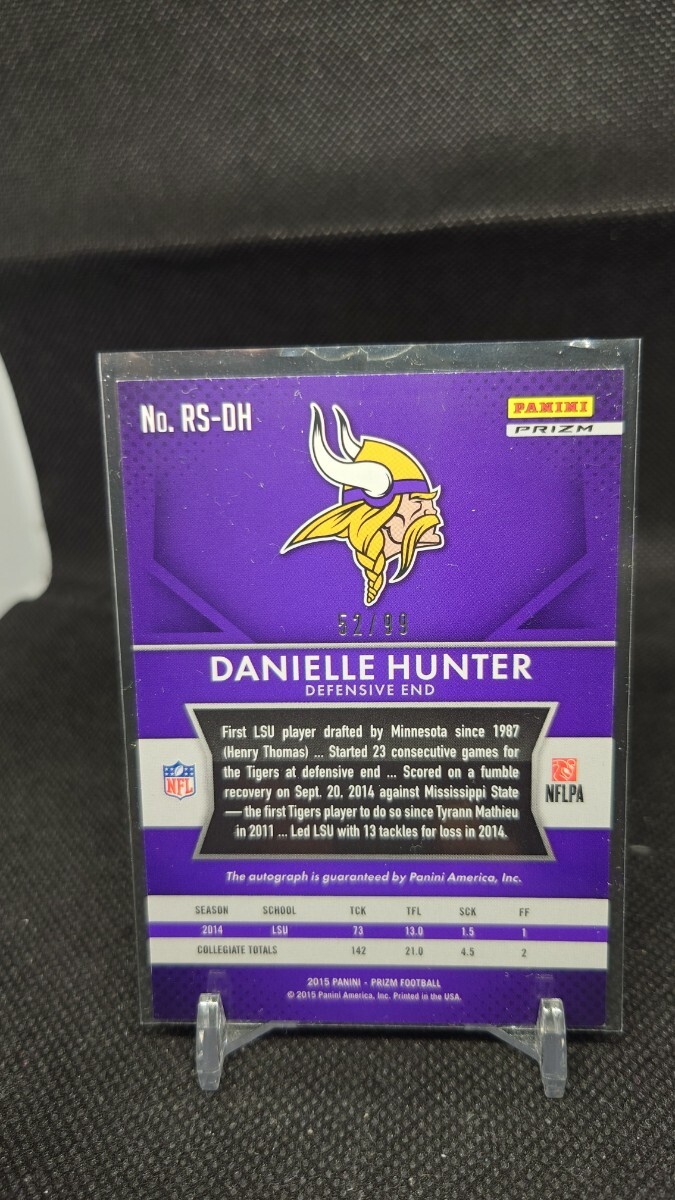 No. RS-DH
PANINI
PRIZM
52/99
DANIELLE HUNTER
DEFENSIVE END
First LSU player drafted by Minnesota since 1987
(Henry Thomas) ... Started 23 consecutive games for
the Tigers at defensive end ... Scored on a fumble
recovery on Sept. 20, 2014 against Mississippi State
— the first Tigers player to do so since Tyrann Mathieu
in 2011 ... Led LSU with 13 tackles for loss in 2014.
NFL
NFLPA
The autograph is guaranteed by Panini America, Inc.
SEASON SCHOOL TCK TFL SCK FF
2014 LSU 73 13.0 1.5 1
COLLEGIATE TOTALS 142 21.0 4.5 2
2015 PANINI - PRIZM FOOTBALL
© 2015 Panini America, Inc. Printed in the USA.